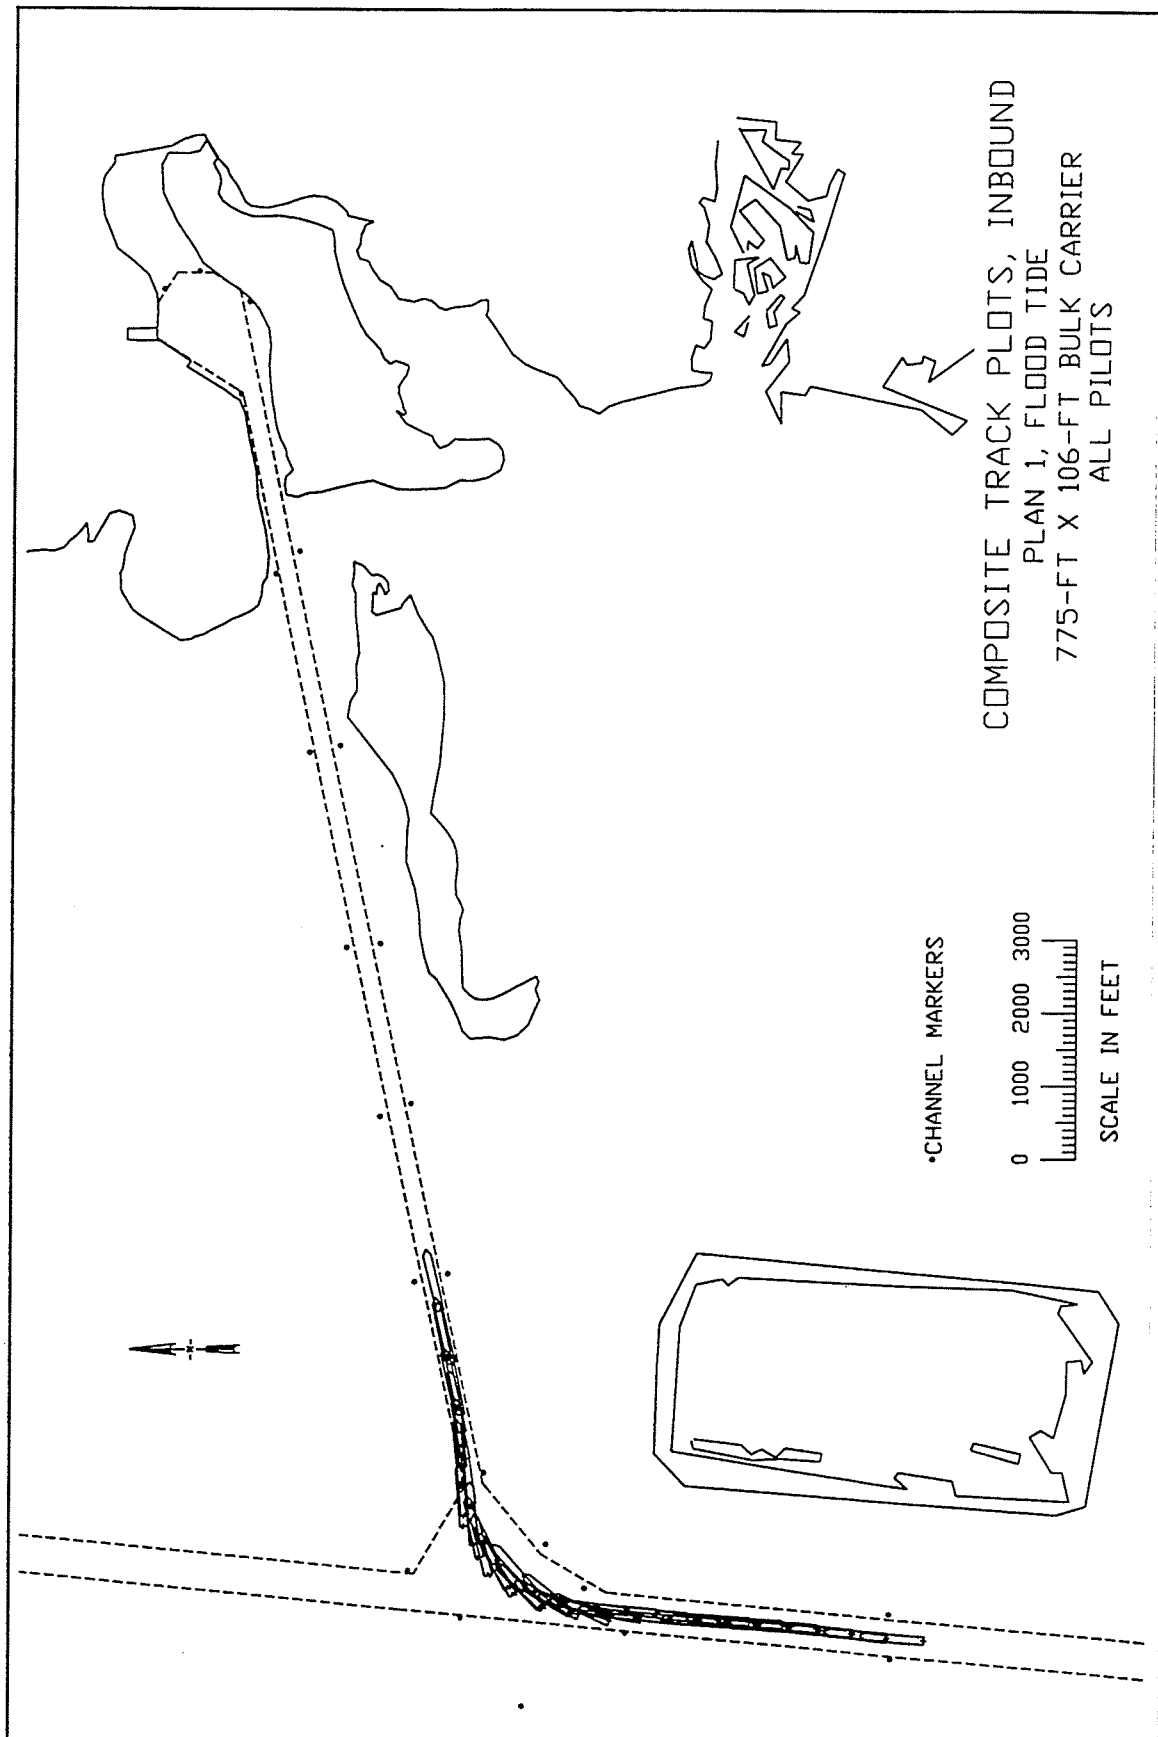 COMPOSITE TRACK PLOTS, INBOUND
PLAN 1, FLOOD TIDE
775-FT X 106-FT BULK CARRIER
ALL PILOTS
•CHANNEL MARKERS
0 1000 2000 3000
SCALE IN FEET